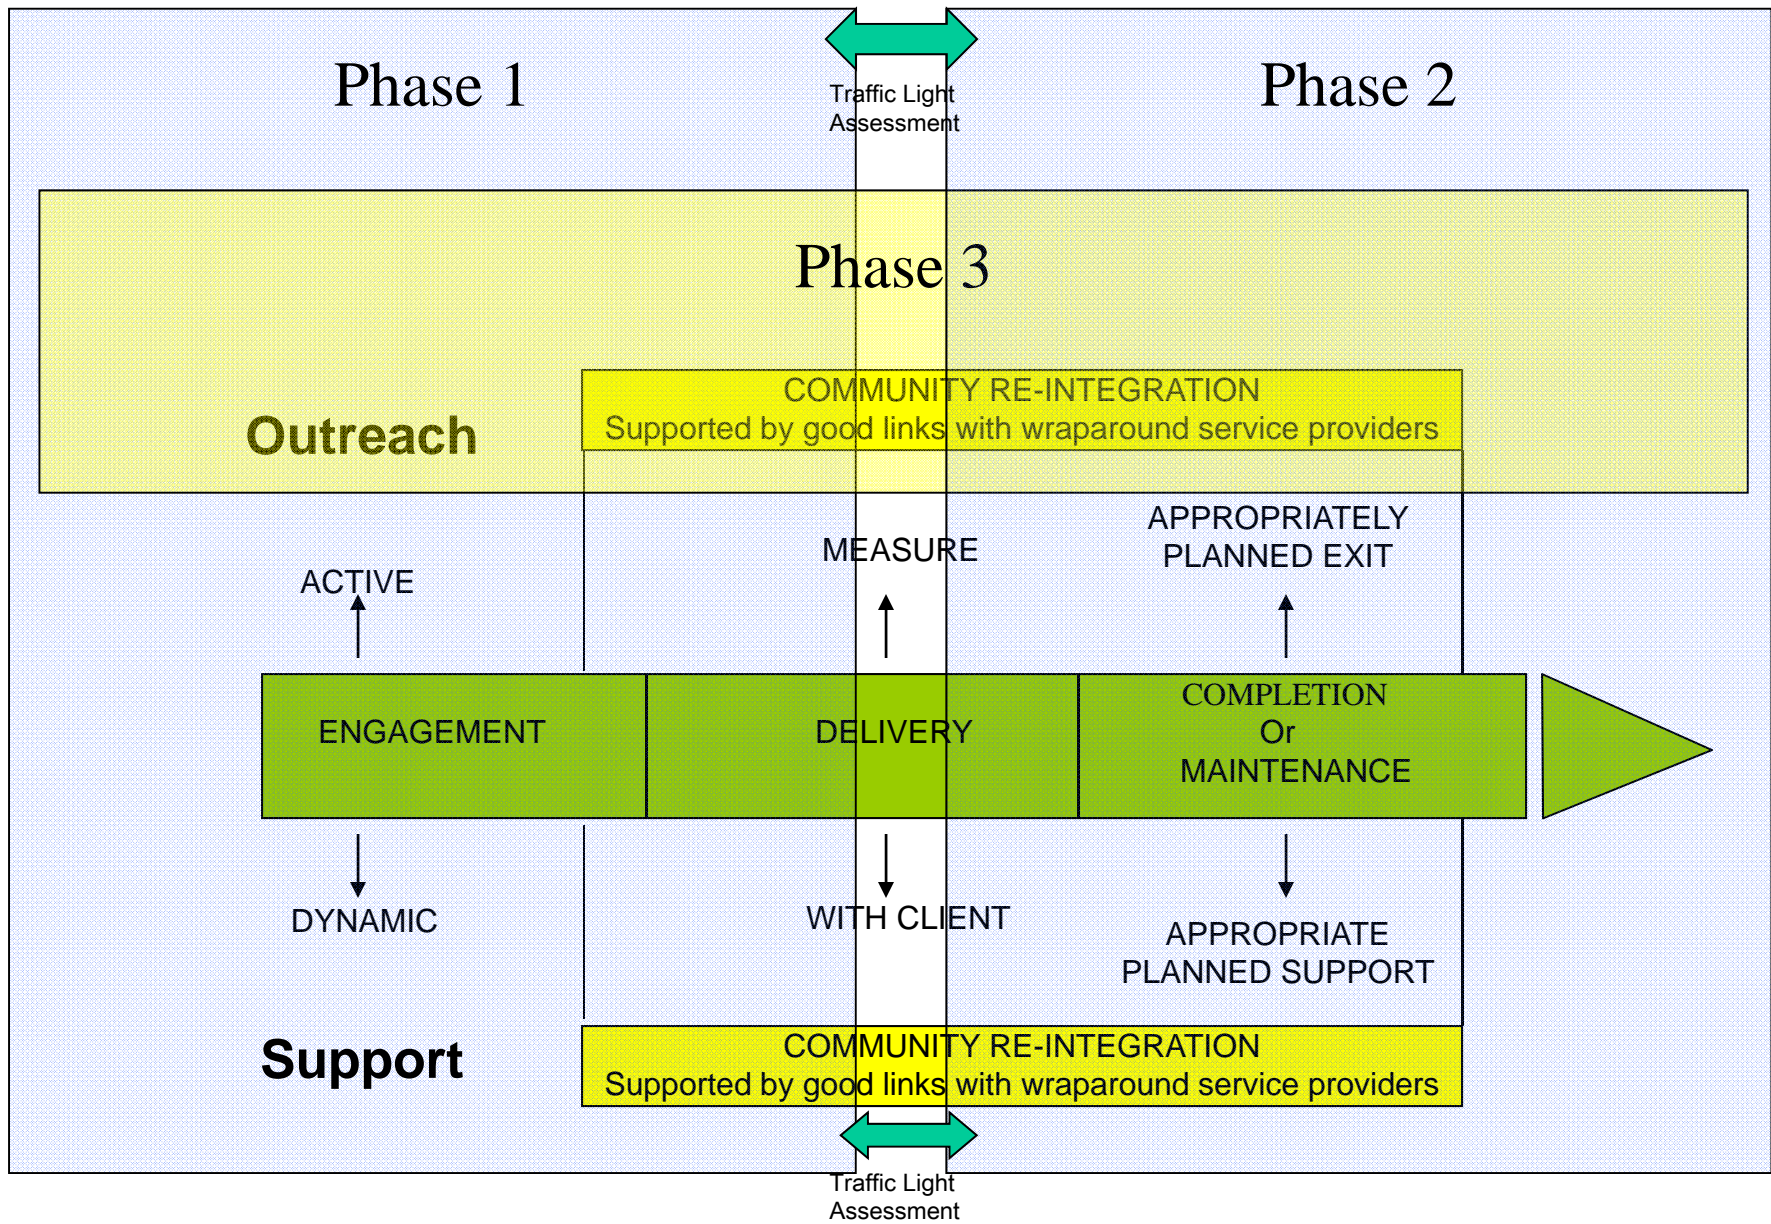 Phase 1
Traffic Light
Assessment
Phase 2
Phase 3
COMMUNITY RE-INTEGRATION
Supported by good links with wraparound service providers
Outreach
ACTIVE
MEASURE
APPROPRIATELY
PLANNED EXIT
ENGAGEMENT
DELIVERY
COMPLETION
Or
MAINTENANCE
DYNAMIC
WITH CLIENT
APPROPRIATE
PLANNED SUPPORT
Support
COMMUNITY RE-INTEGRATION
Supported by good links with wraparound service providers
Traffic Light
Assessment